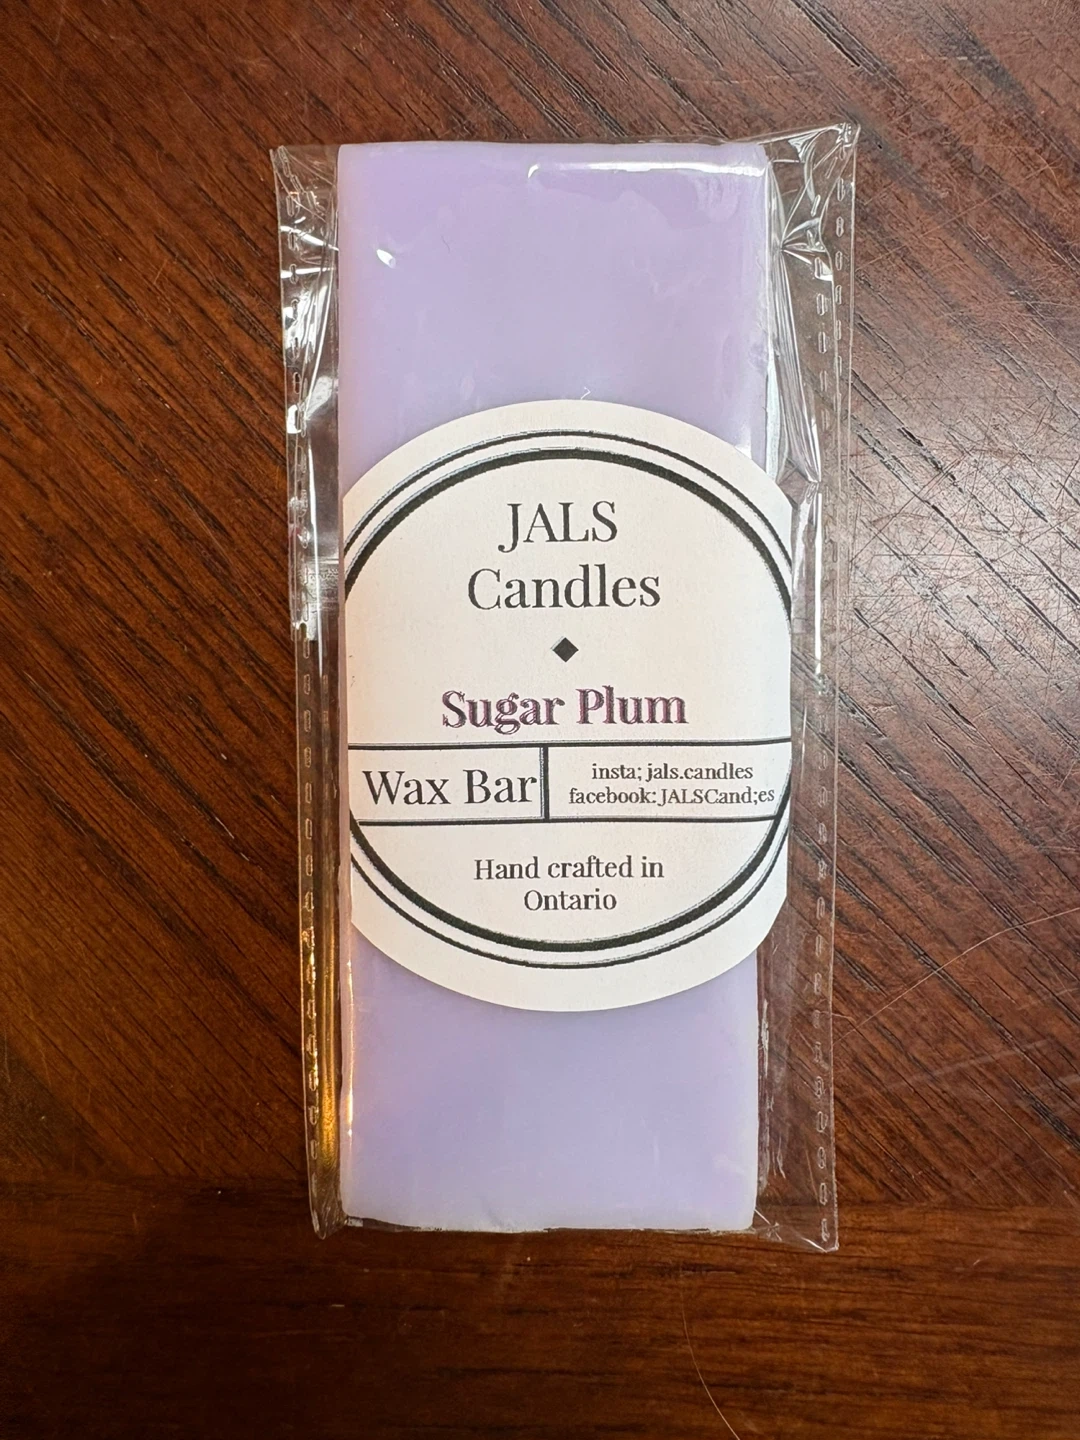 JALS
Candles
Sugar Plum
Wax Bar
insta; jals.candles
facebook:JALSCand;es
Hand crafted in
Ontario